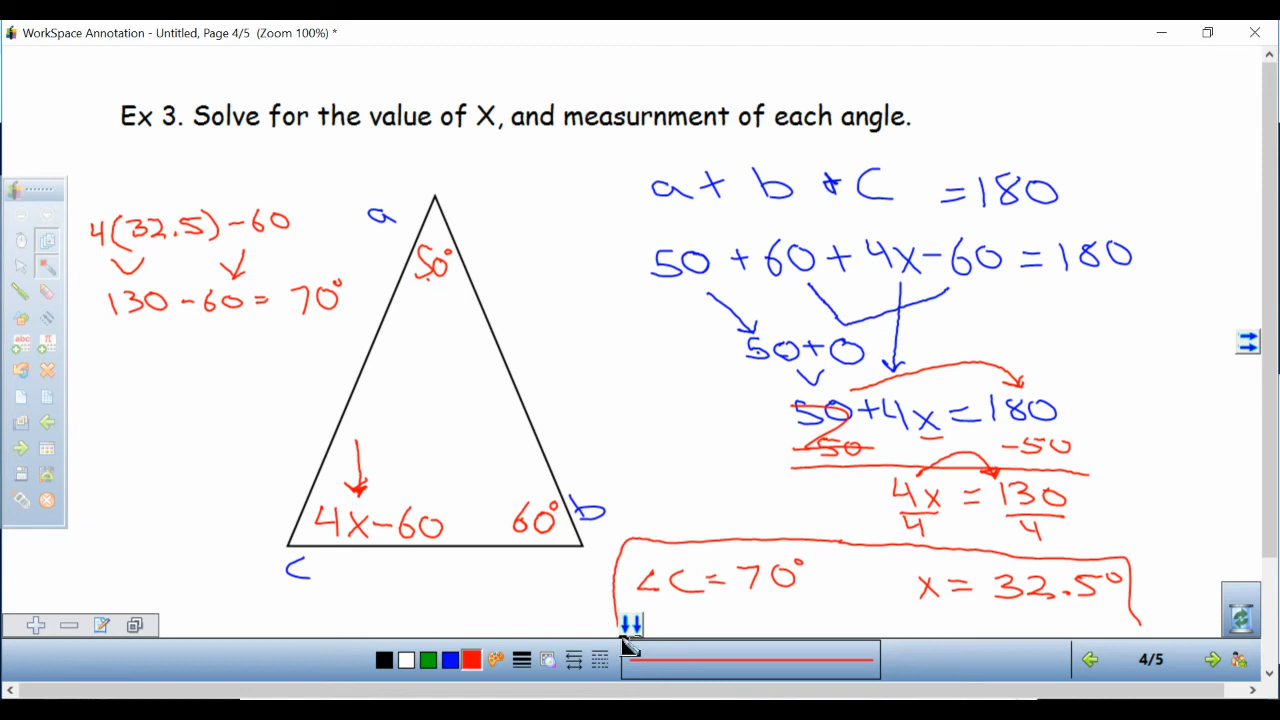 WorkSpace Annotation - Untitled, Page 4/5 (Zoom 100%) *
Ex 3. Solve for the value of X, and measurnment of each angle.
a + b + C = 180
4(32.5) - 60
a
50°
50 + 60 + 4x - 60 = 180
130 - 60 = 70°
50 + 0
50 + 4x = 180
-50 -50
4x = 130
4 4
4x - 60
60°
b
C
∠C = 70°
x = 32.5°
abc
π
4/5